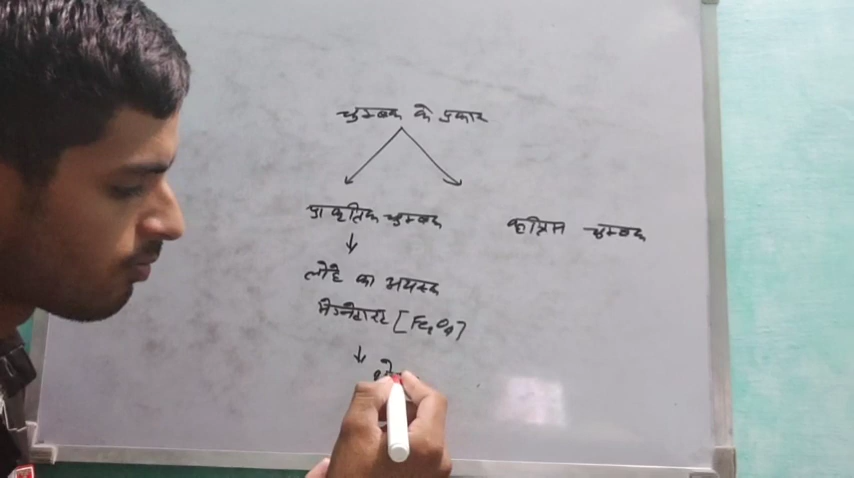 चुम्बक के प्रकार
प्राकृतिक चुम्बक
कृत्रिम चुम्बक
लोहे का अयस्क
मैग्नेटाइट [Fe3O4]